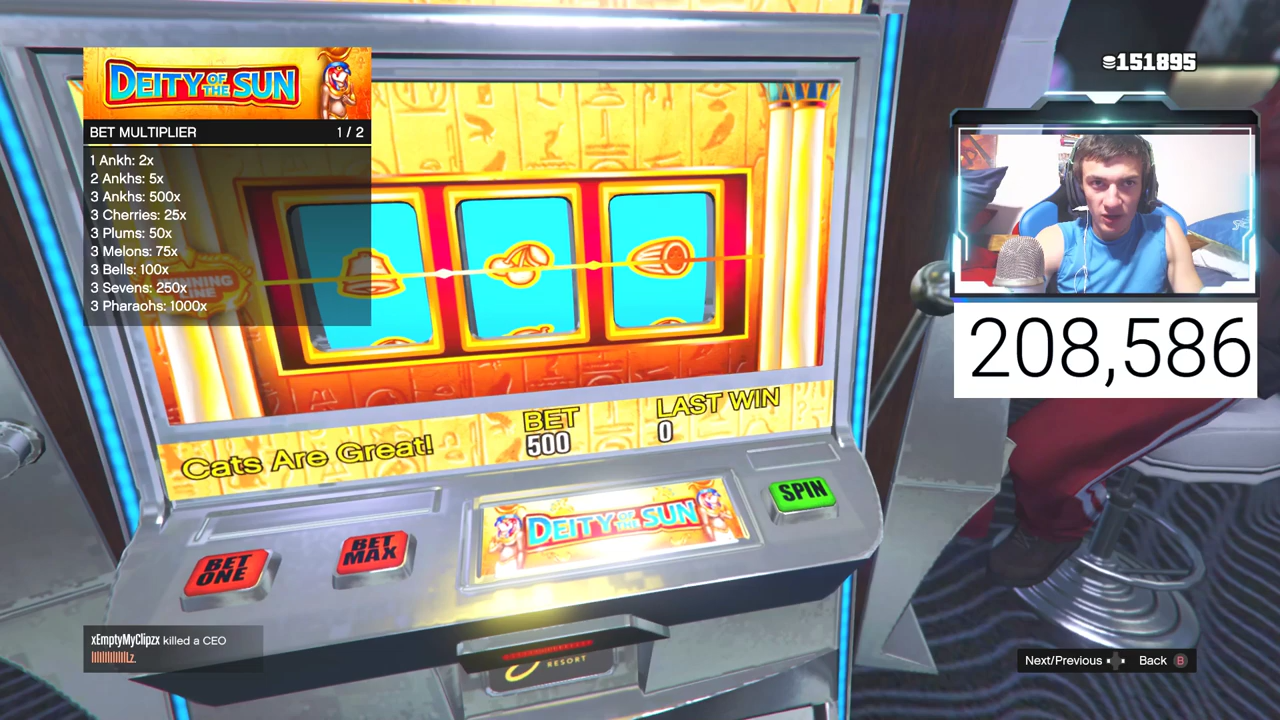 DEITY OF THE SUN
BET MULTIPLIER 1 / 2
1 Ankh: 2x
2 Ankhs: 5x
3 Ankhs: 500x
3 Cherries: 25x
3 Plums: 50x
3 Melons: 75x
3 Bells: 100x
3 Sevens: 250x
3 Pharaohs: 1000x
WINNING
LINE
151895
208,586
Cats Are Great!
BET
500
LAST WIN
0
BET
ONE
BET
MAX
DEITY OF THE SUN
SPIN
xEmptyMyClipzx killed a CEO
RESORT
Next/Previous Back B